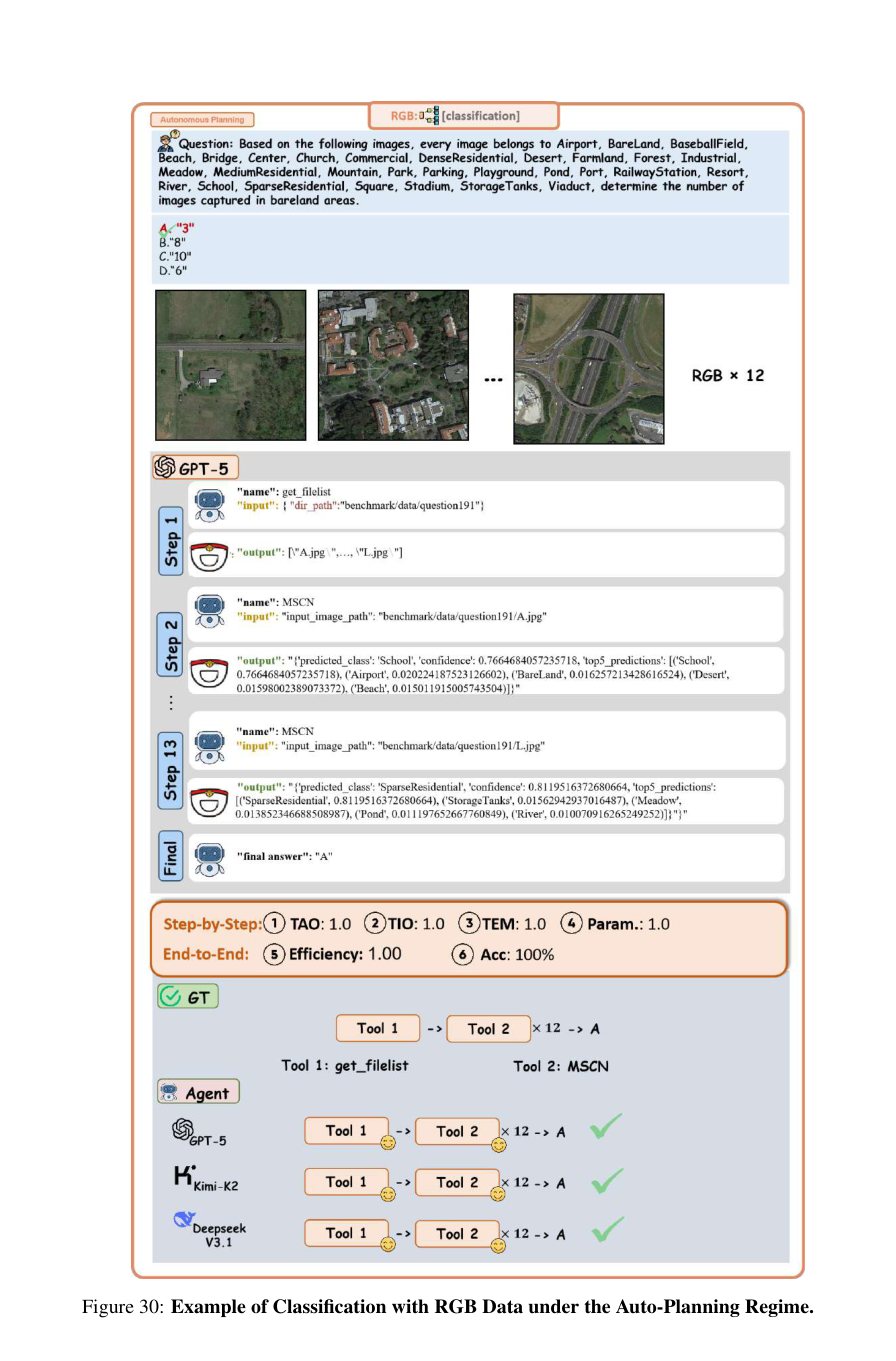 Autonomous Planning
RGB: [classification]
Question: Based on the following images, every image belongs to Airport, BareLand, BaseballField,
Beach, Bridge, Center, Church, Commercial, DenseResidential, Desert, Farmland, Forest, Industrial,
Meadow, MediumResidential, Mountain, Park, Parking, Playground, Pond, Port, RailwayStation, Resort,
River, School, SparseResidential, Square, Stadium, StorageTanks, Viaduct, determine the number of
images captured in bareland areas.
A."3"
B."8"
C."10"
D."6"
... RGB × 12
GPT-5
Step 1
"name": get_filelist
"input": { "dir_path":"benchmark/data/question191"}
: "output": [\"A.jpg\",…, \"L.jpg\"]
Step 2
"name": MSCN
"input": "input_image_path": "benchmark/data/question191/A.jpg"
"output": "{'predicted_class': 'School', 'confidence': 0.7664684057235718, 'top5_predictions': [('School',
0.7664684057235718), ('Airport', 0.020224187523126602), ('BareLand', 0.016257213428616524), ('Desert',
0.01598002389073372), ('Beach', 0.015011915005743504)]}"
⋮
Step 13
"name": MSCN
"input": "input_image_path": "benchmark/data/question191/L.jpg"
"output": "{'predicted_class': 'SparseResidential', 'confidence': 0.8119516372680664, 'top5_predictions':
[('SparseResidential', 0.8119516372680664), ('StorageTanks', 0.01562942937016487), ('Meadow',
0.013852346688508987), ('Pond', 0.011197652667760849), ('River', 0.010070916265249252)]}"}"
Final
"final answer": "A"
Step-by-Step: 1 TAO: 1.0 2 TIO: 1.0 3 TEM: 1.0 4 Param.: 1.0
End-to-End: 5 Efficiency: 1.00 6 Acc: 100%
GT
Tool 1 -> Tool 2 × 12 -> A
Tool 1: get_filelist Tool 2: MSCN
Agent
GPT-5 Tool 1 -> Tool 2 × 12 -> A
Kimi-K2 Tool 1 -> Tool 2 × 12 -> A
Deepseek
V3.1 Tool 1 -> Tool 2 × 12 -> A
Figure 30: Example of Classification with RGB Data under the Auto-Planning Regime.